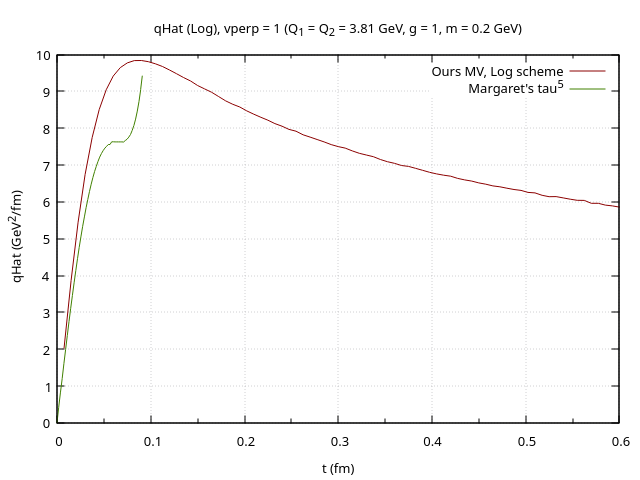 qHat (Log), vperp = 1 (Q1 = Q2 = 3.81 GeV, g = 1, m = 0.2 GeV)
Ours MV, Log scheme
Margaret's tau5
10
9
8
7
6
5
4
3
2
1
0
qHat (GeV2/fm)
0 0.1 0.2 0.3 0.4 0.5 0.6
t (fm)